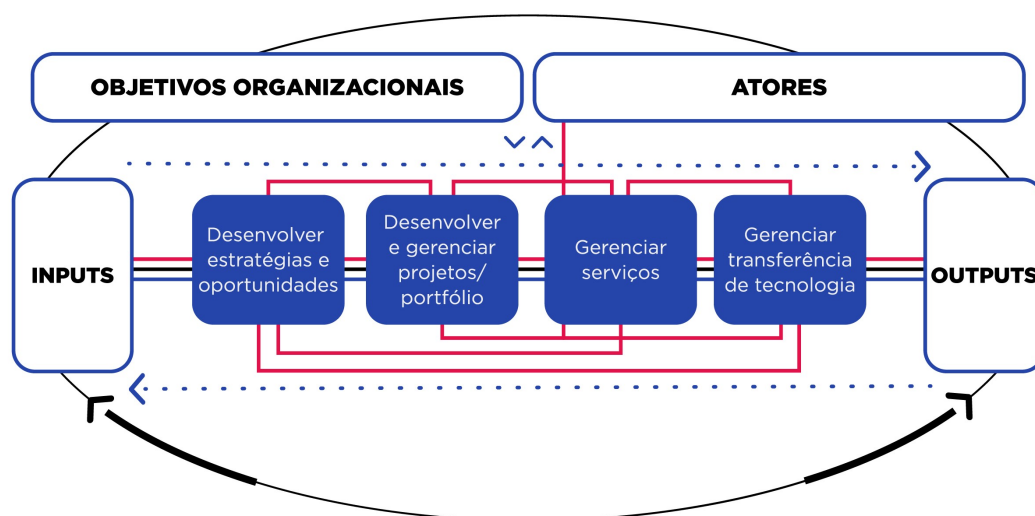 OBJETIVOS ORGANIZACIONAIS
ATORES
INPUTS
Desenvolver
estratégias e
oportunidades
Desenvolver
e gerenciar
projetos/
portfólio
Gerenciar
serviços
Gerenciar
transferência
de tecnologia
OUTPUTS